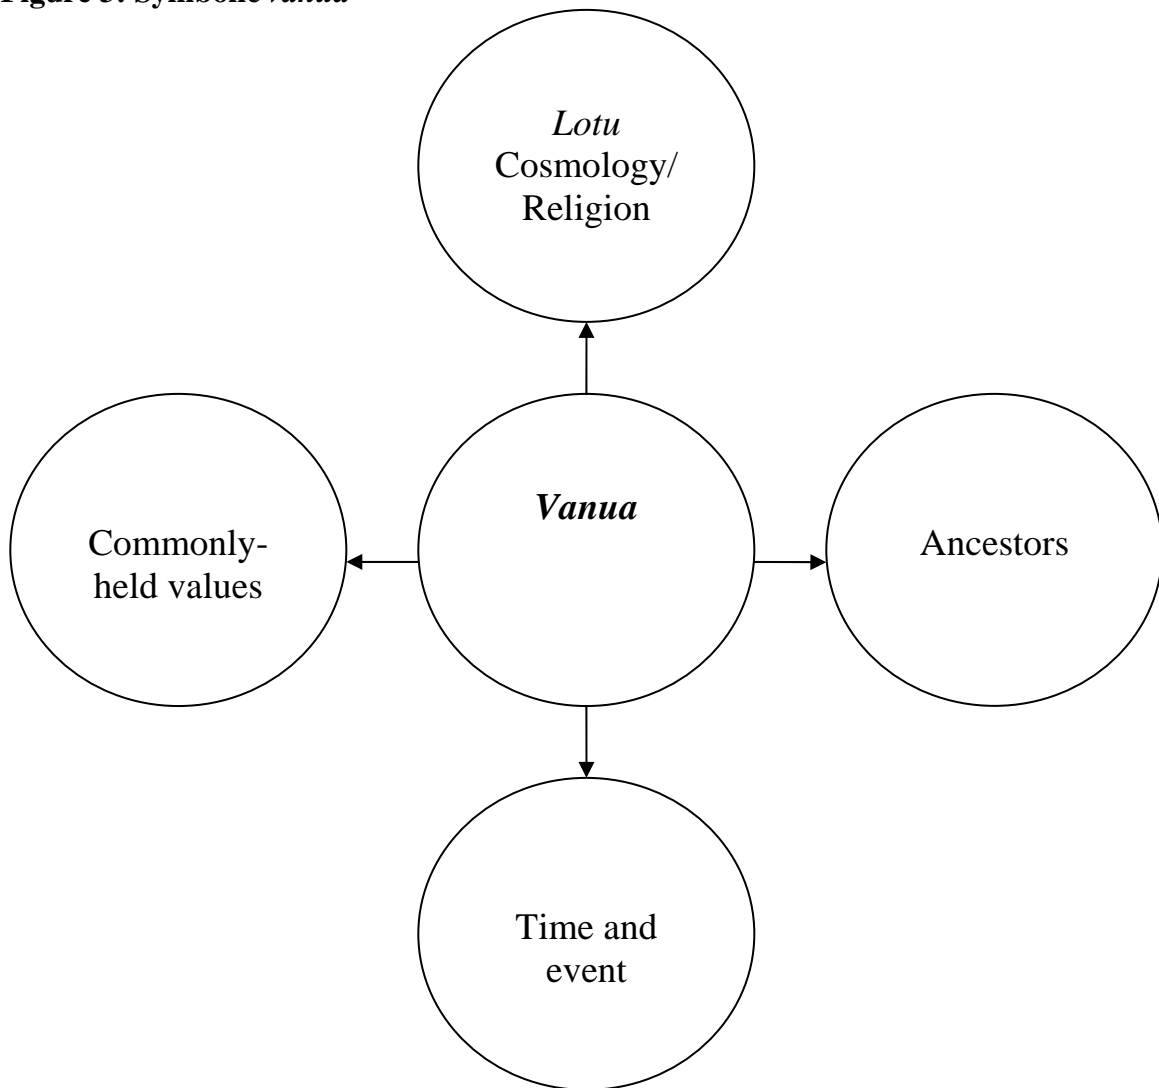 Figure 3: Symbolic Vanua
Lotu
Cosmology/
Religion
Vanua
Commonly-
held values
Ancestors
Time and
event